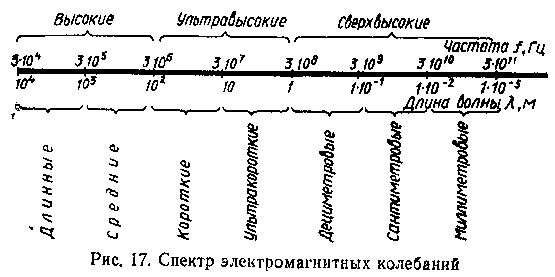 Высокие Ультравысокие Сверхвысокие
Частота f, Гц
3·10⁴ 3·10⁵ 3·10⁶ 3·10⁷ 3·10⁸ 3·10⁹ 3·10¹⁰ 3·10¹¹
10⁴ 10³ 10² 10 1 1·10⁻¹ 1·10⁻² 1·10⁻³
Длина волны λ, м
Длинные
Средние
Короткие
Ультракороткие
Дециметровые
Сантиметровые
Миллиметровые
Рис. 17. Спектр электромагнитных колебаний